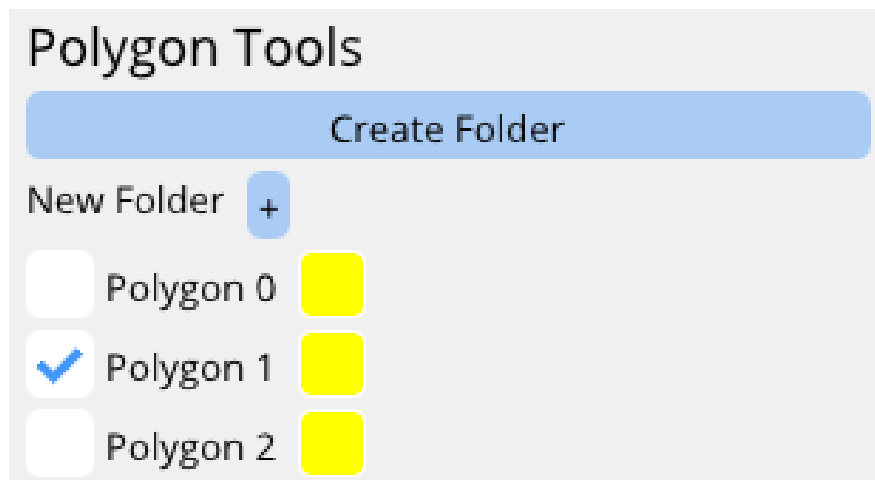 Polygon Tools
Create Folder
New Folder +
Polygon 0
Polygon 1
Polygon 2